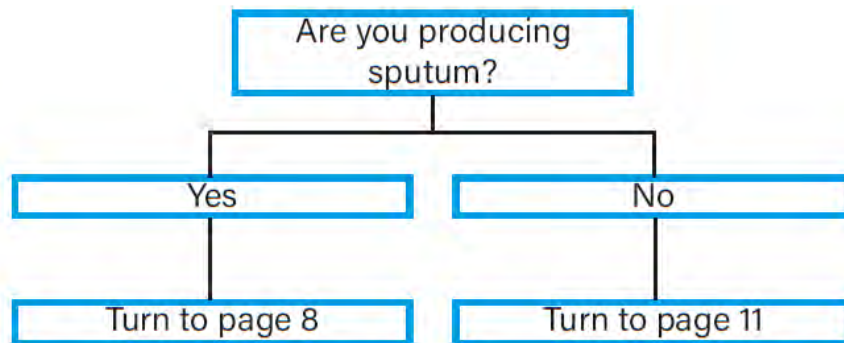 Are you producing
sputum?
Yes
No
Turn to page 8
Turn to page 11